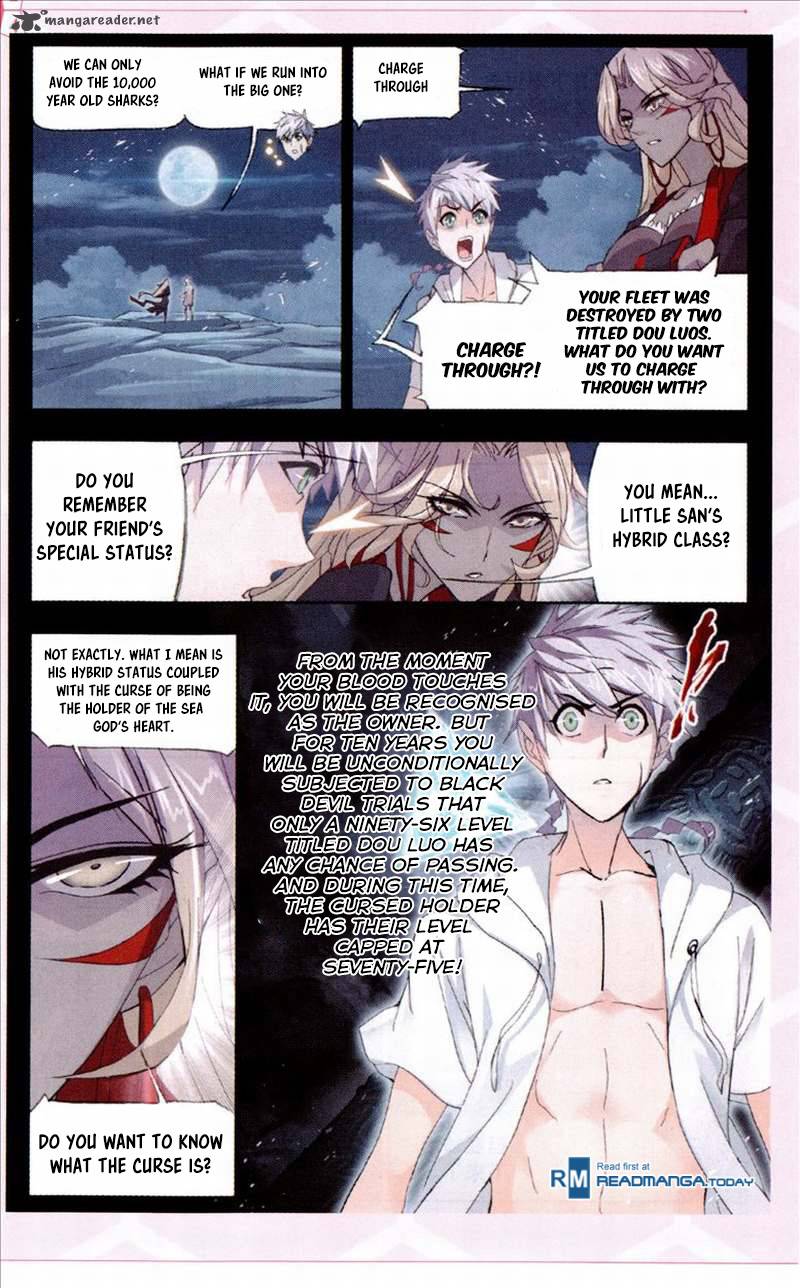 mangareader.net
WE CAN ONLY
AVOID THE 10,000
YEAR OLD SHARKS?
WHAT IF WE RUN INTO
THE BIG ONE?
CHARGE
THROUGH
CHARGE
THROUGH?!
YOUR FLEET WAS
DESTROYED BY TWO
TITLED DOU LUOS.
WHAT DO YOU WANT
US TO CHARGE
THROUGH WITH?
DO YOU
REMEMBER
YOUR FRIEND'S
SPECIAL STATUS?
YOU MEAN...
LITTLE SAN'S
HYBRID CLASS?
NOT EXACTLY. WHAT I MEAN IS
HIS HYBRID STATUS COUPLED
WITH THE CURSE OF BEING
THE HOLDER OF THE SEA
GOD'S HEART.
FROM THE MOMENT
YOUR BLOOD TOUCHES
IT, YOU WILL BE RECOGNISED
AS THE OWNER. BUT
FOR TEN YEARS YOU
WILL BE UNCONDITIONALLY
SUBJECTED TO BLACK
DEVIL TRIALS THAT
ONLY A NINETY-SIX LEVEL
TITLED DOU LUO HAS
ANY CHANCE OF PASSING.
AND DURING THIS TIME,
THE CURSED HOLDER
HAS THEIR LEVEL
CAPPED AT
SEVENTY-FIVE!
DO YOU WANT TO KNOW
WHAT THE CURSE IS?
RM
Read first at
READMANGA.TODAY